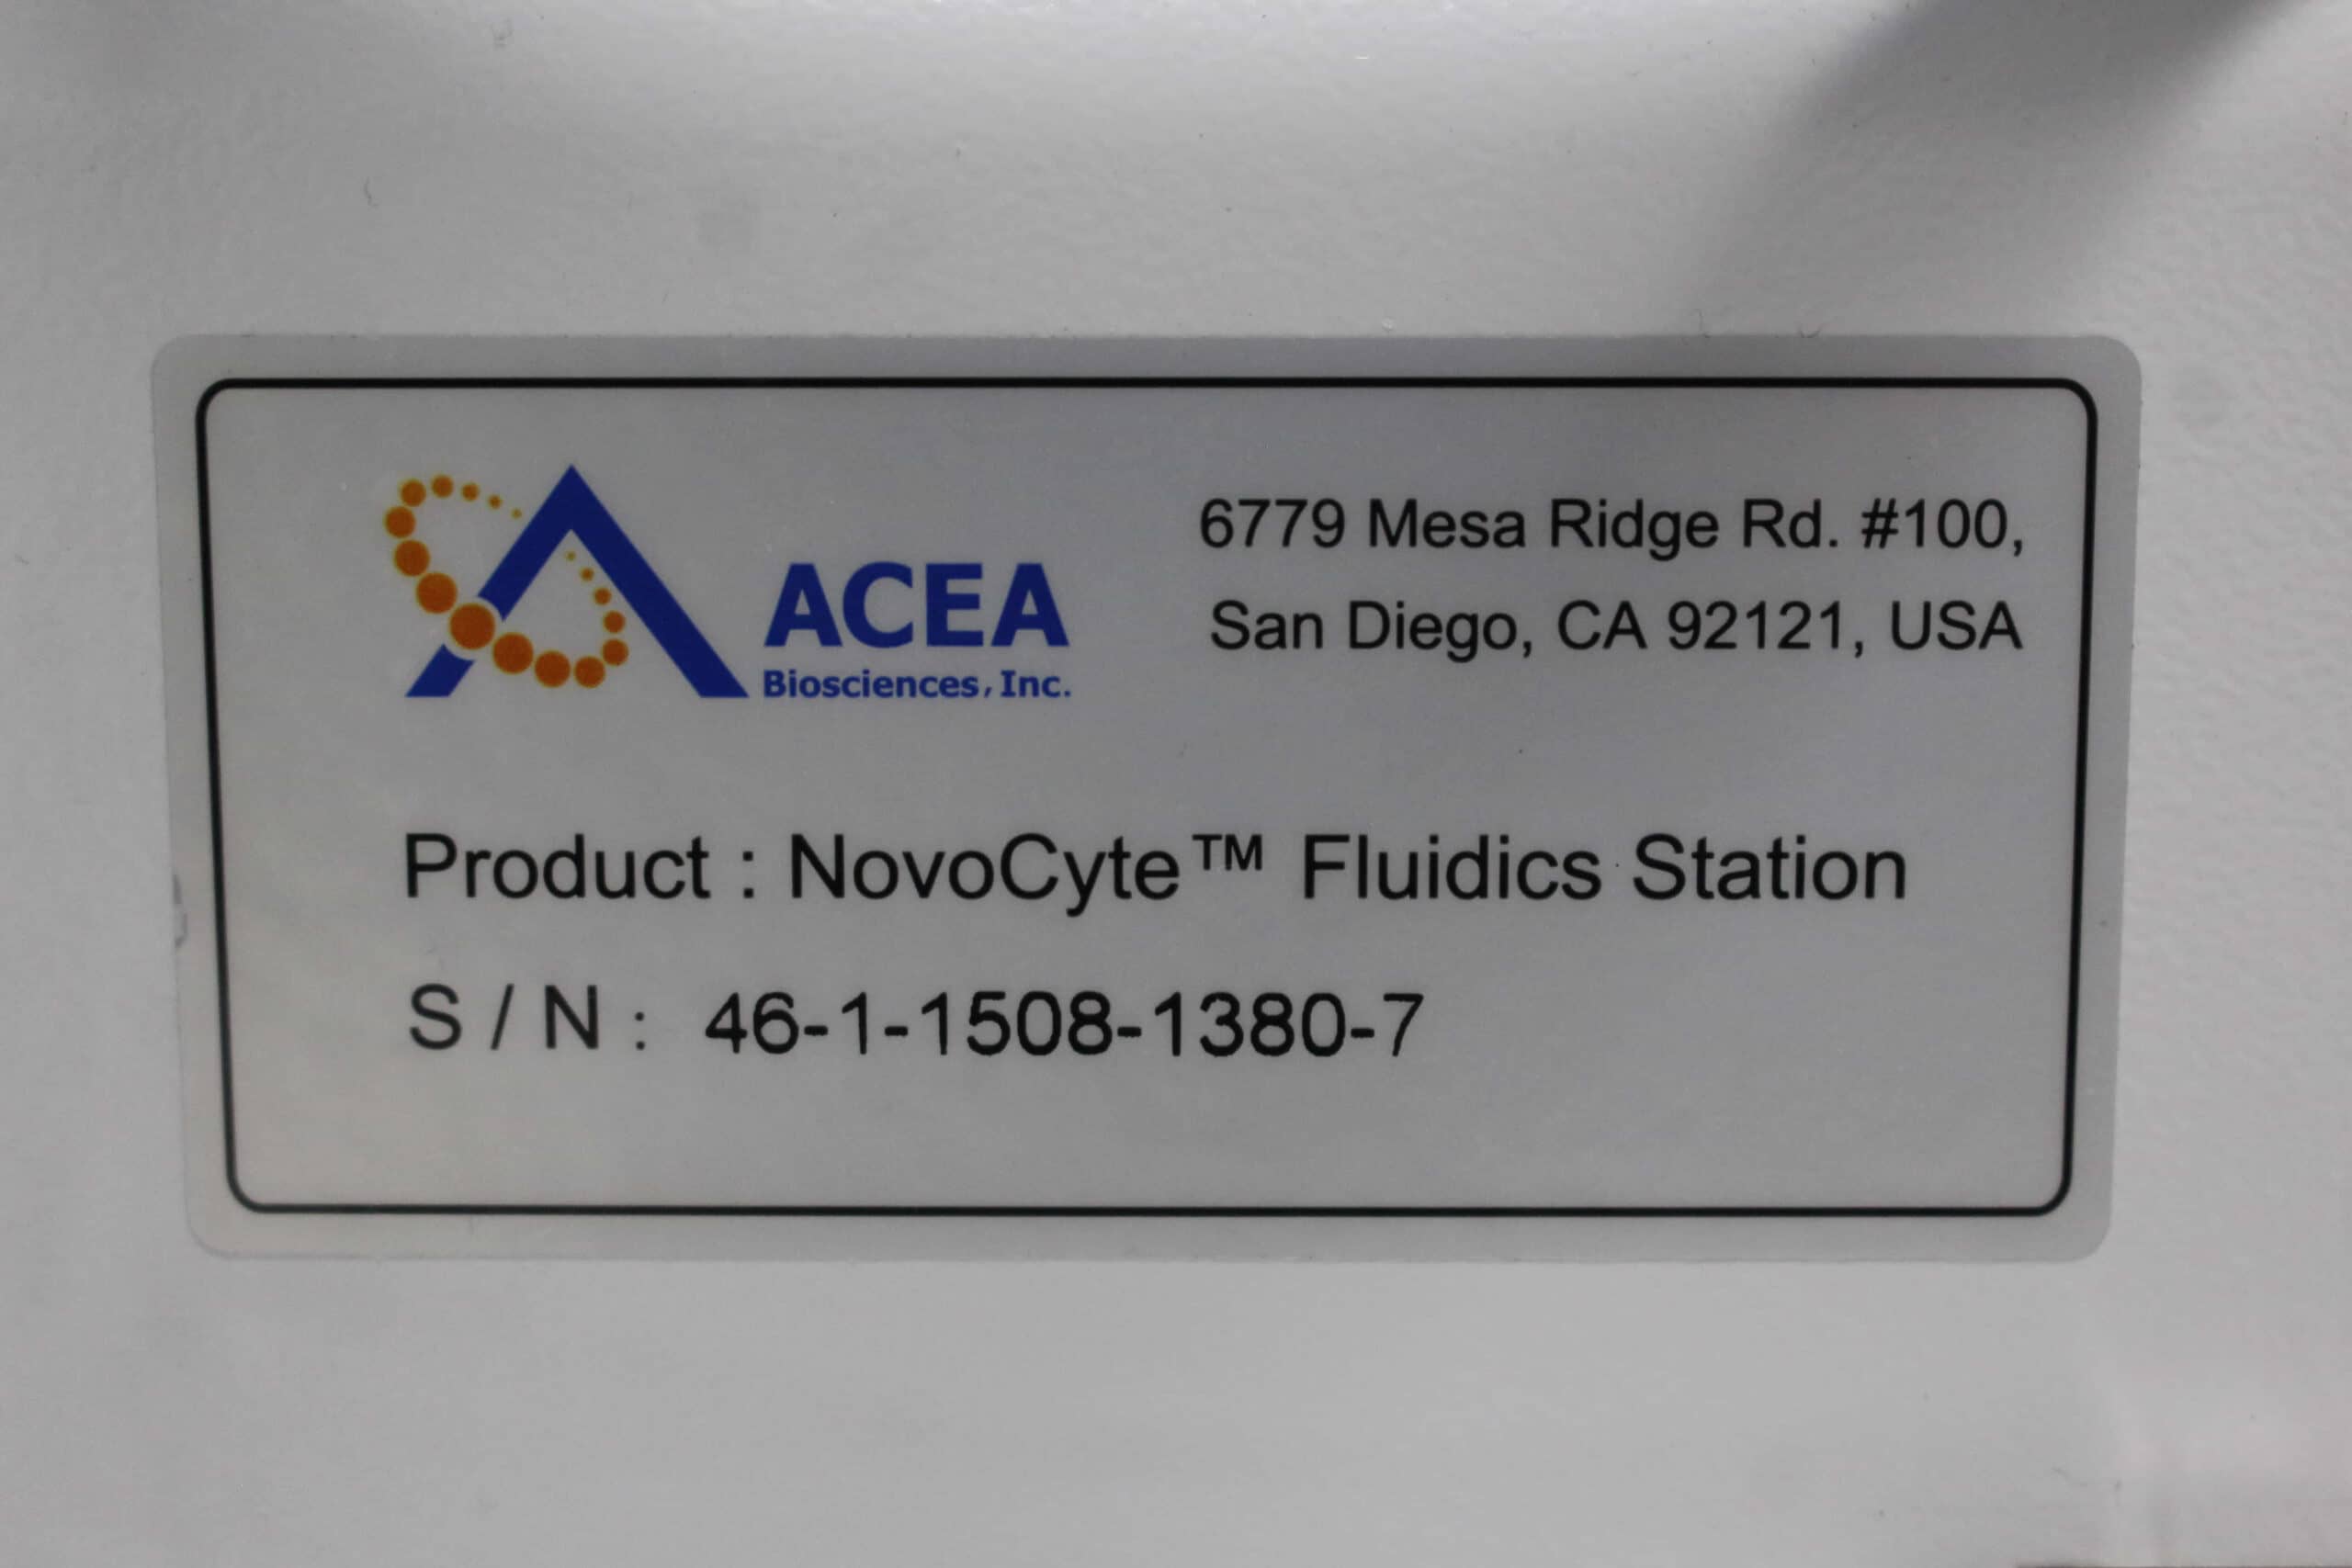 ACEA
Biosciences, Inc.
6779 Mesa Ridge Rd. #100,
San Diego, CA 92121, USA
Product : NovoCyte™ Fluidics Station
S / N : 46-1-1508-1380-7